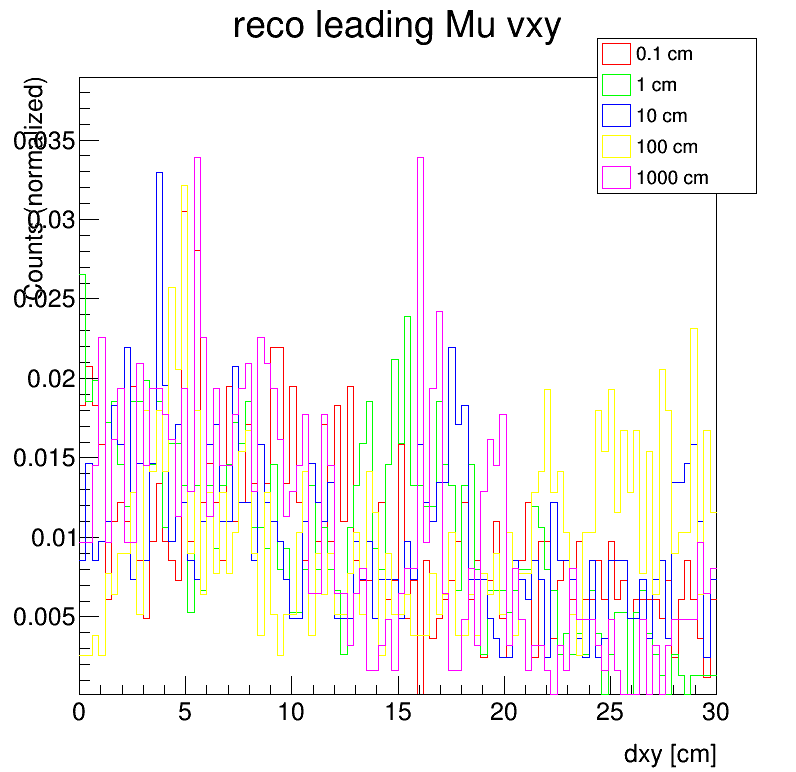 reco leading Mu vxy
0.1 cm
1 cm
10 cm
100 cm
1000 cm
Counts (normalized)
0.035
0.03
0.025
0.02
0.015
0.01
0.005
0 5 10 15 20 25 30
dxy [cm]